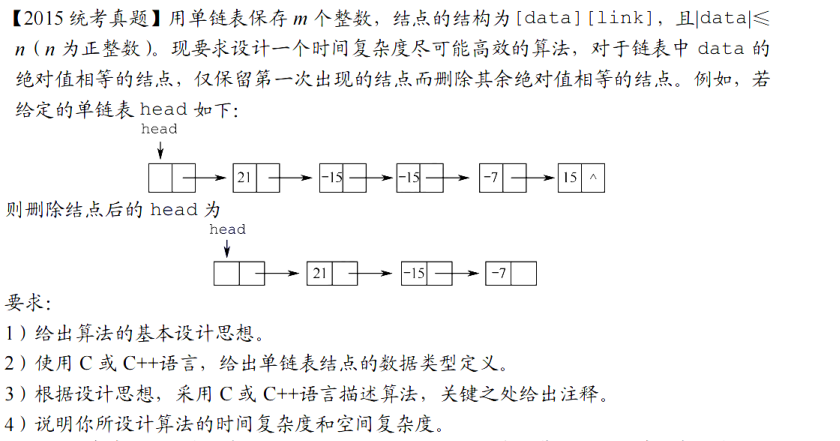 【2015 统考真题】用单链表保存 m 个整数，结点的结构为[data][link]，且|data|≤
n（n 为正整数）。现要求设计一个时间复杂度尽可能高效的算法，对于链表中 data 的
绝对值相等的结点，仅保留第一次出现的结点而删除其余绝对值相等的结点。例如，若
给定的单链表 head 如下：
head
21 -15 -15 -7 15 ^
则删除结点后的 head 为
head
21 -15 -7
要求：
1）给出算法的基本设计思想。
2）使用 C 或 C++语言，给出单链表结点的数据类型定义。
3）根据设计思想，采用 C 或 C++语言描述算法，关键之处给出注释。
4）说明你所设计算法的时间复杂度和空间复杂度。